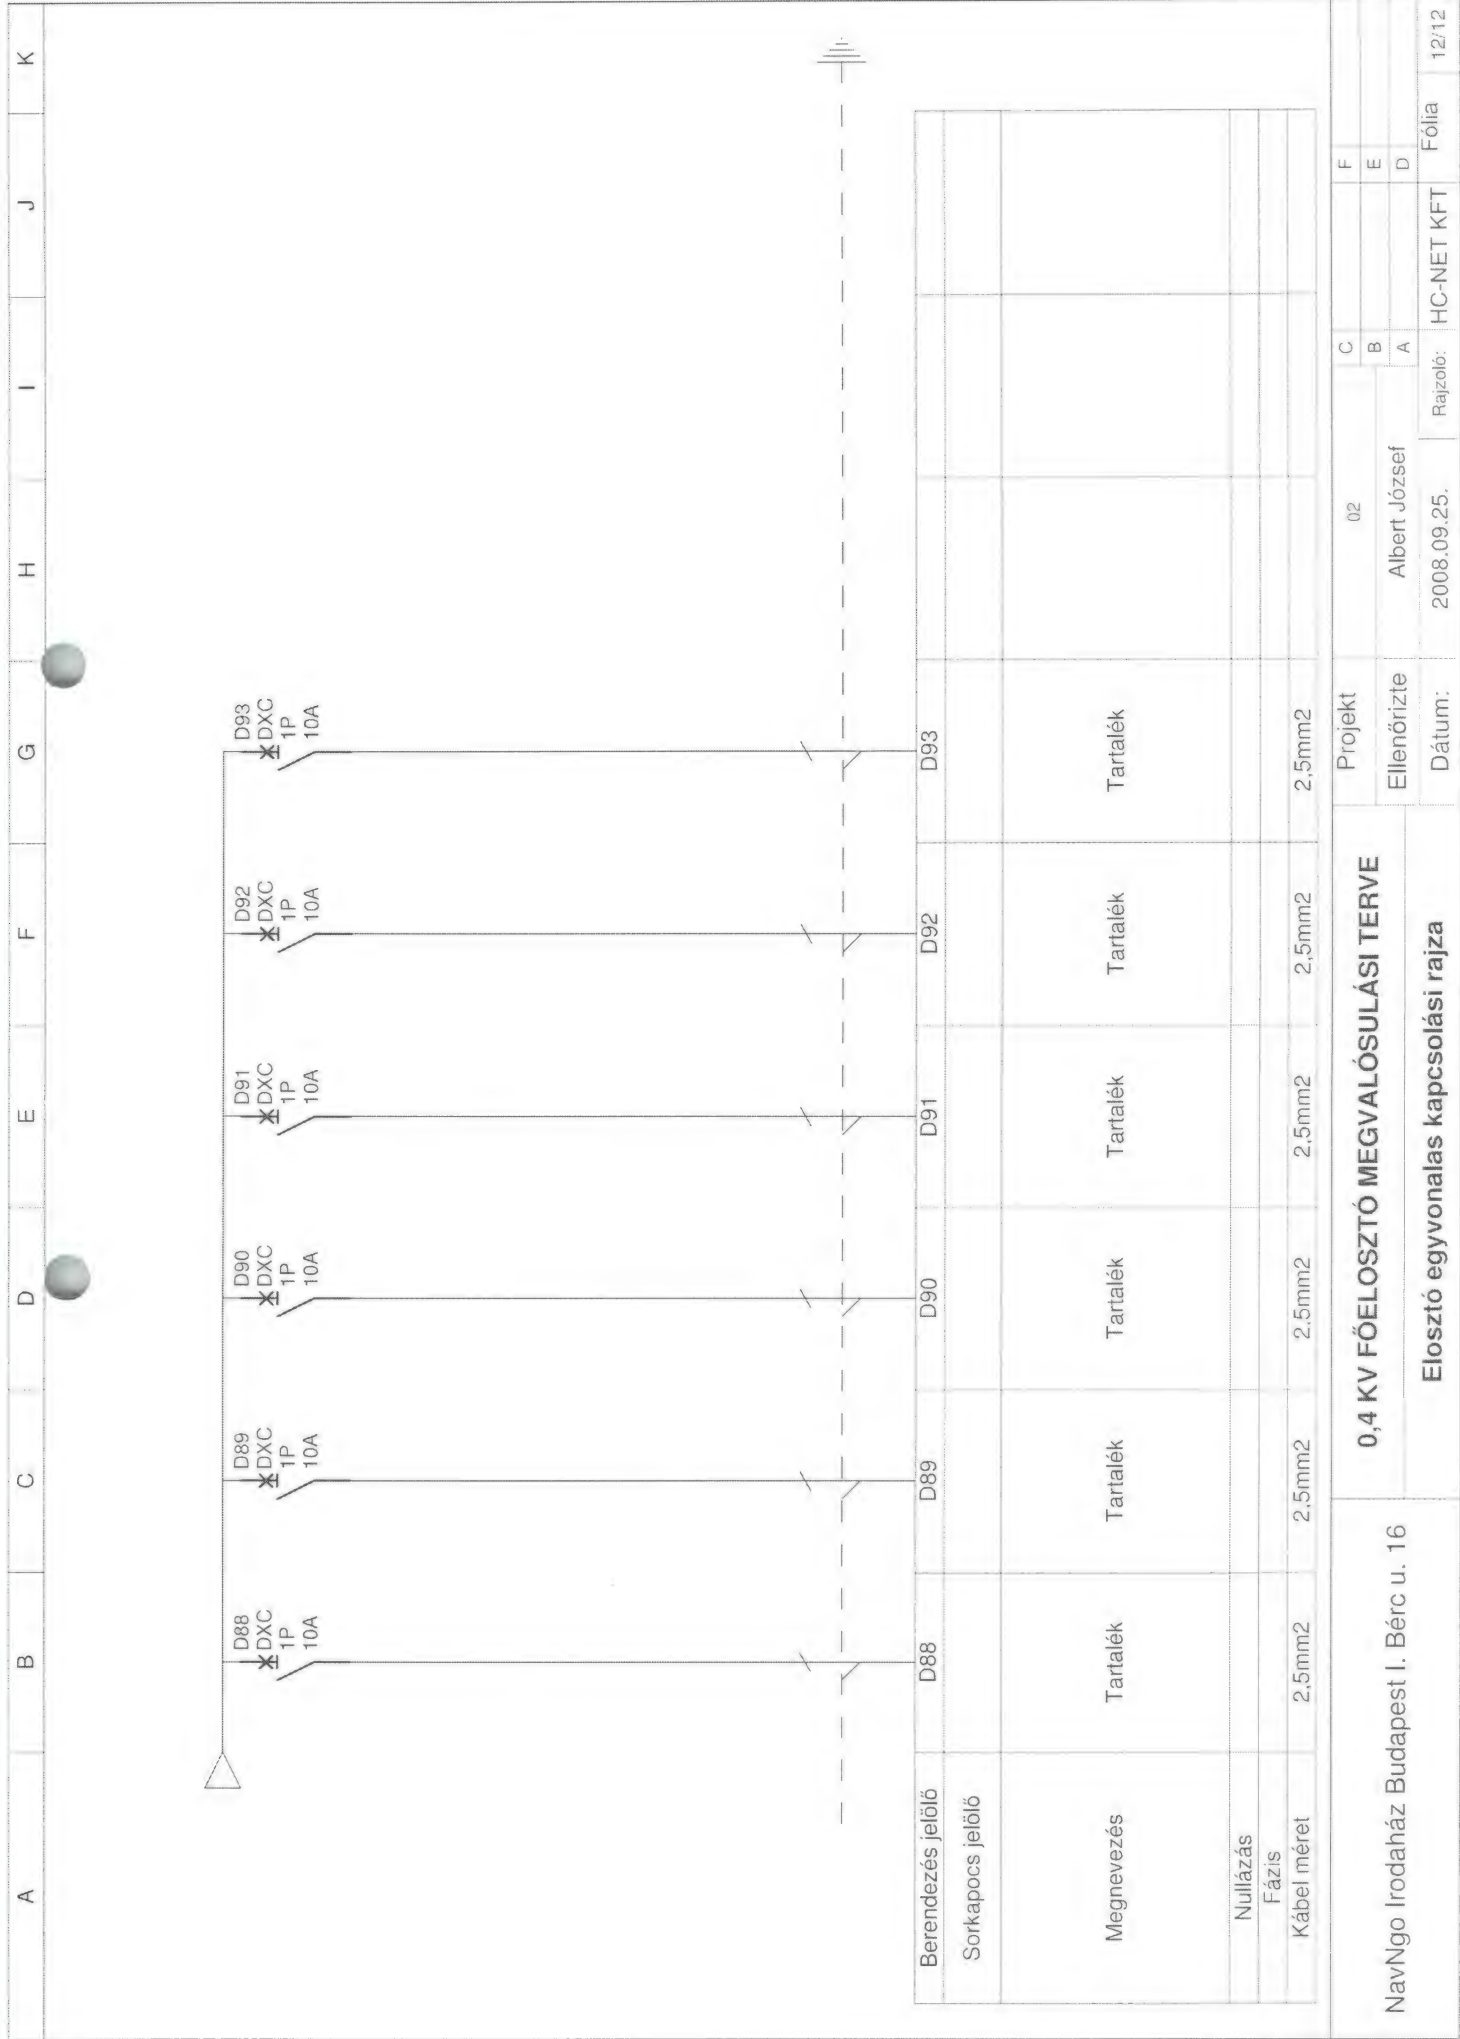 A B C D E F G H I J K
D88 D89 D90 D91 D92 D93
DXC DXC DXC DXC DXC DXC
1P 1P 1P 1P 1P 1P
10A 10A 10A 10A 10A 10A
Berendezés jelölő D88 D89 D90 D91 D92 D93
Sorkapocs jelölő
Megnevezés Tartalék Tartalék Tartalék Tartalék Tartalék Tartalék
Nullázás
Fázis
Kábel méret 2,5mm2 2,5mm2 2,5mm2 2,5mm2 2,5mm2 2,5mm2
NavNgo Irodaház Budapest I. Bérc u. 16
0,4 KV FŐELOSZTÓ MEGVALÓSULÁSI TERVE
Elosztó egyvonalas kapcsolási rajza
Projekt 02
Ellenőrizte Albert József
Dátum: 2008.09.25.
C F
B E
A D
Rajzoló: HC-NET KFT Fólia 12/12